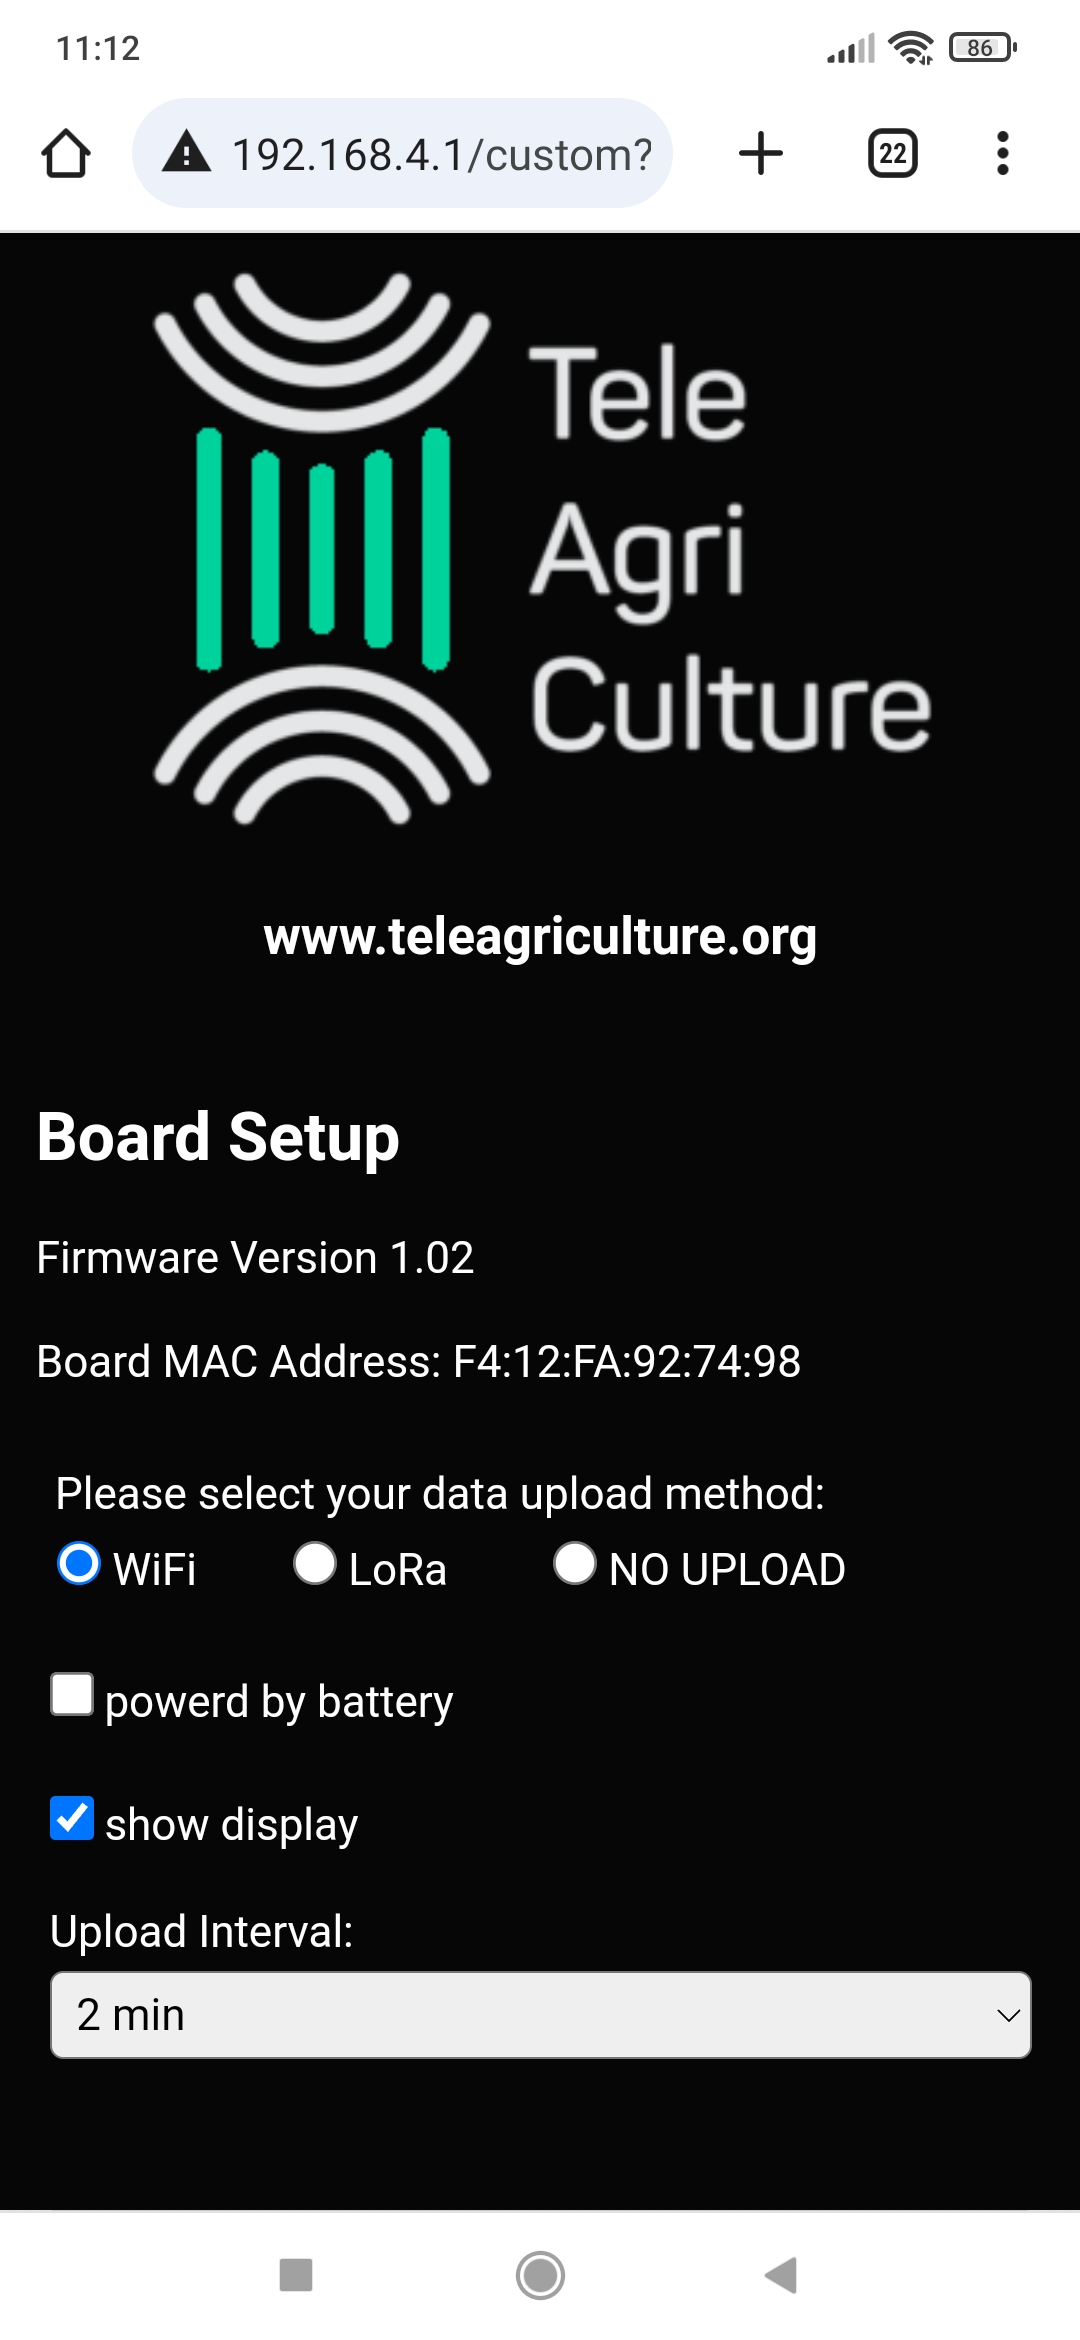 11:12
86
192.168.4.1/custom?
22
Tele
Agri
Culture
www.teleagriculture.org
Board Setup
Firmware Version 1.02
Board MAC Address: F4:12:FA:92:74:98
Please select your data upload method:
WiFi LoRa NO UPLOAD
powerd by battery
show display
Upload Interval:
2 min